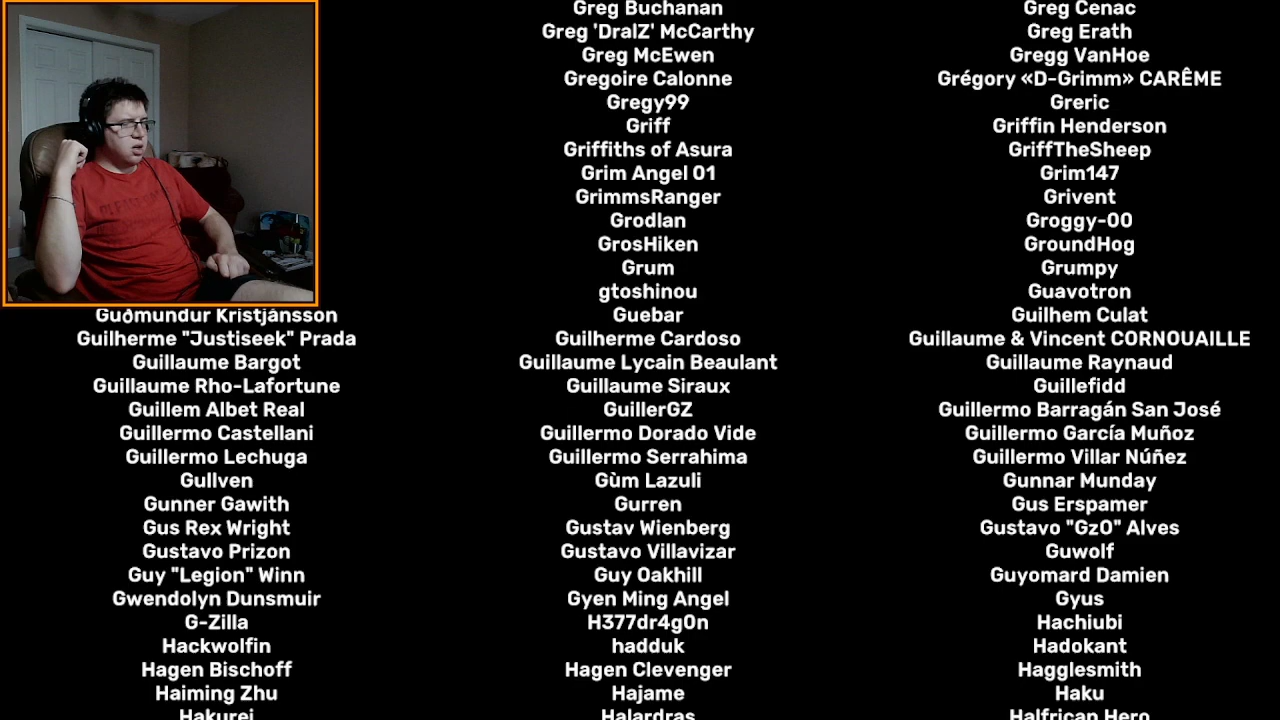 Greg Buchanan
Greg Cenac
Greg 'DralZ' McCarthy
Greg Erath
Greg McEwen
Gregg VanHoe
Gregoire Calonne
Grégory «D-Grimm» CARÊME
Gregy99
Greric
Griff
Griffin Henderson
Griffiths of Asura
GriffTheSheep
Grim Angel 01
Grim147
GrimmsRanger
Grivent
Grodlan
Groggy-00
GrosHiken
GroundHog
Grum
Grumpy
gtoshinou
Guavotron
Guðmundur Kristjánsson
Guebar
Guilhem Culat
Guilherme "Justiseek" Prada
Guilherme Cardoso
Guillaume & Vincent CORNOUAILLE
Guillaume Bargot
Guillaume Lycain Beaulant
Guillaume Raynaud
Guillaume Rho-Lafortune
Guillaume Siraux
Guillefidd
Guillem Albet Real
GuillerGZ
Guillermo Barragán San José
Guillermo Castellani
Guillermo Dorado Vide
Guillermo García Muñoz
Guillermo Lechuga
Guillermo Serrahima
Guillermo Villar Núñez
Gullven
Gùm Lazuli
Gunnar Munday
Gunner Gawith
Gurren
Gus Erspamer
Gus Rex Wright
Gustav Wienberg
Gustavo "GzO" Alves
Gustavo Prizon
Gustavo Villavizar
Guwolf
Guy "Legion" Winn
Guy Oakhill
Guyomard Damien
Gwendolyn Dunsmuir
Gyen Ming Angel
Gyus
G-Zilla
H377dr4g0n
Hachiubi
Hackwolfin
hadduk
Hadokant
Hagen Bischoff
Hagen Clevenger
Hagglesmith
Haiming Zhu
Hajame
Haku
Hakurei
Halardras
Halfrican Hero